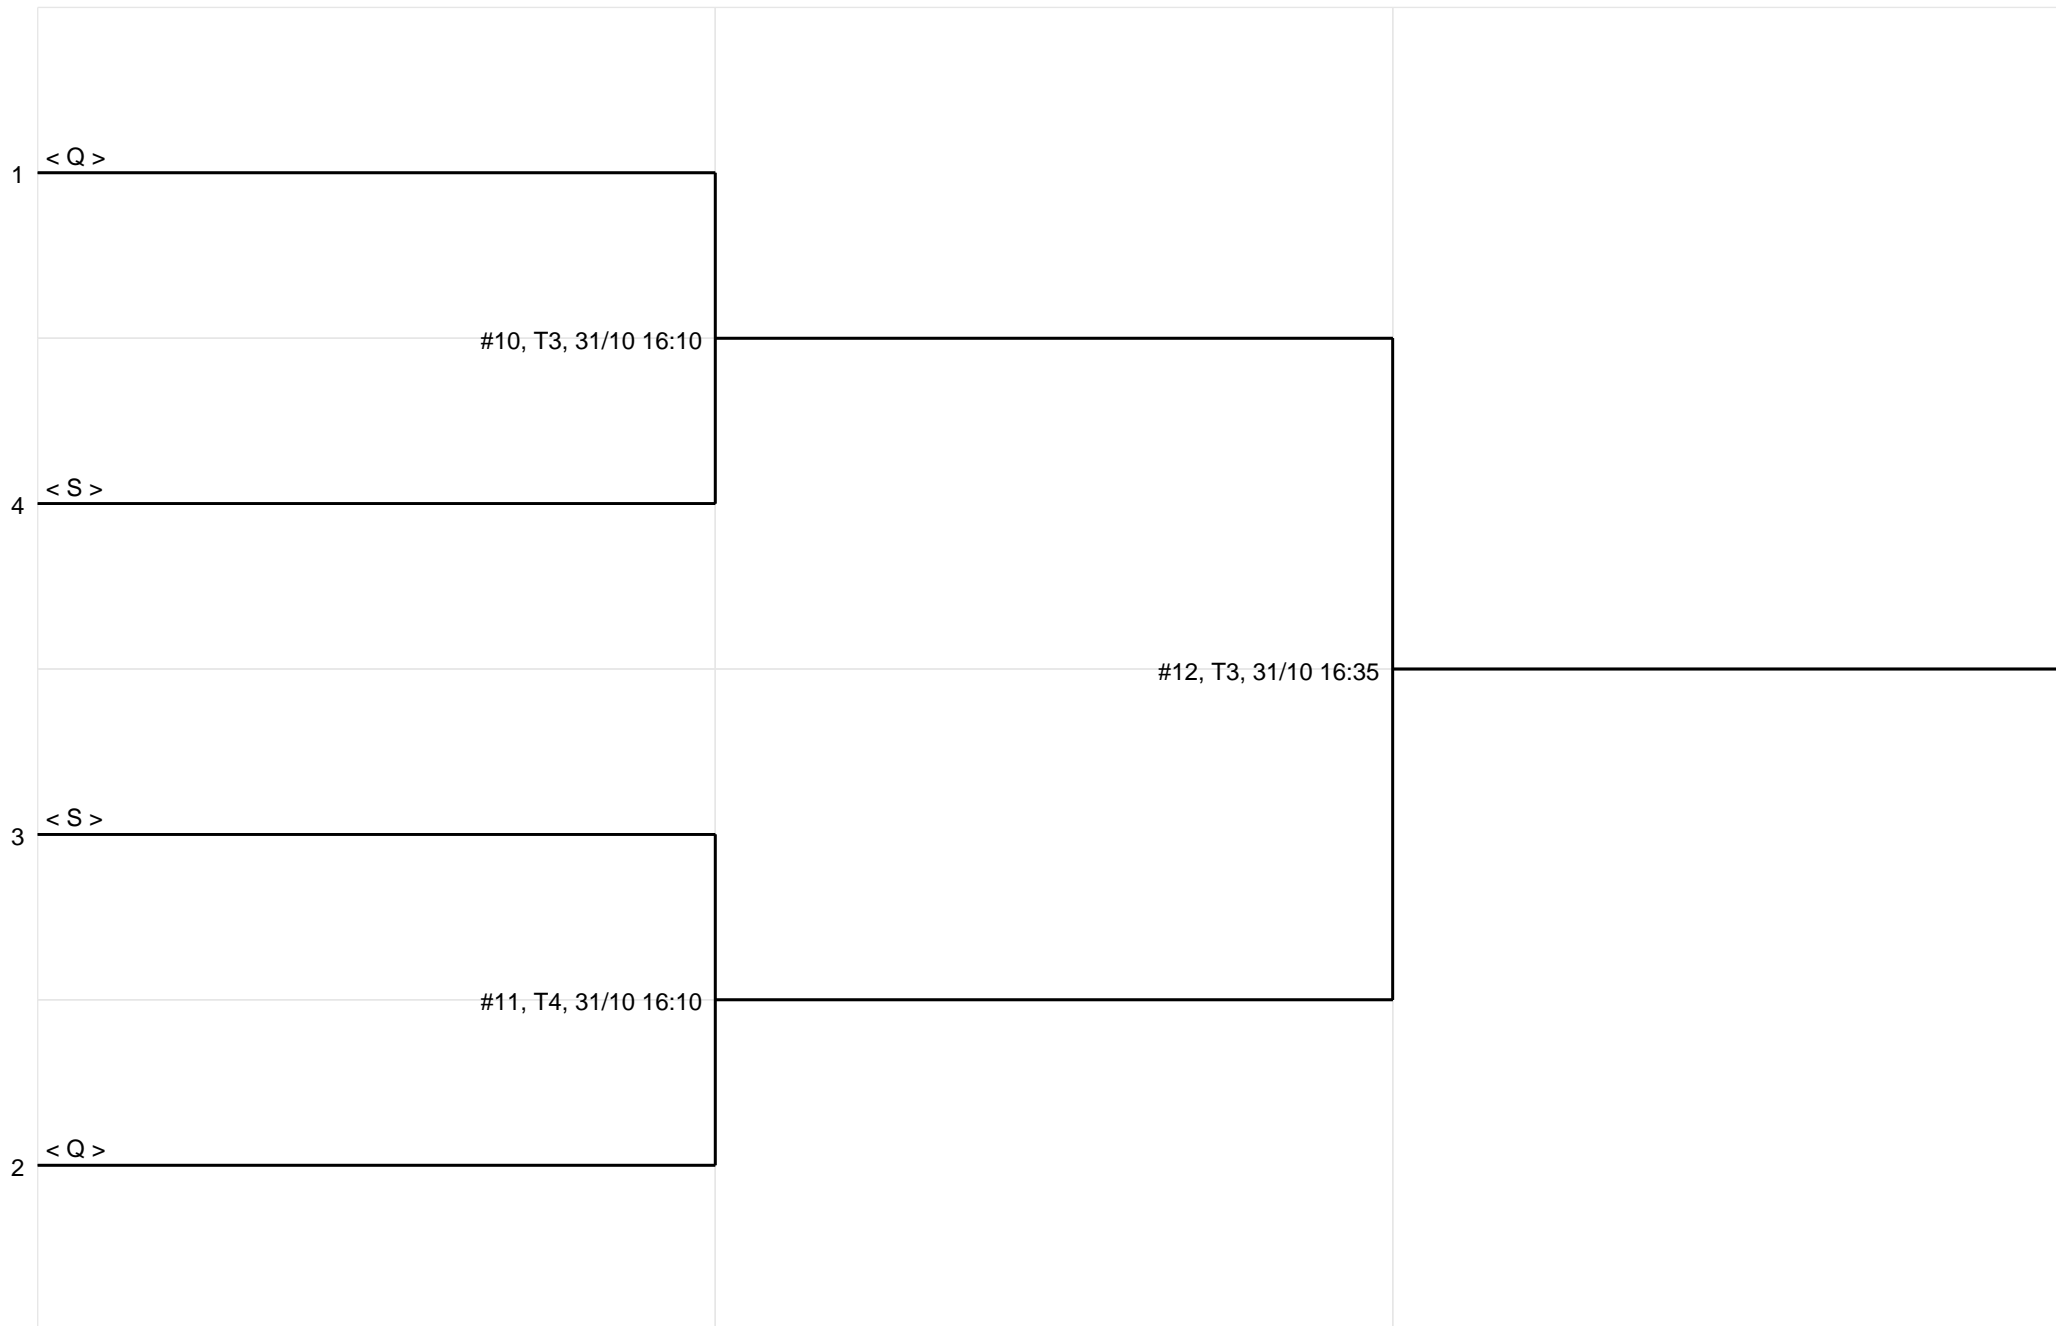 < Q >
1
#10, T3, 31/10 16:10
< S >
4
#12, T3, 31/10 16:35
< S >
3
#11, T4, 31/10 16:10
< Q >
2